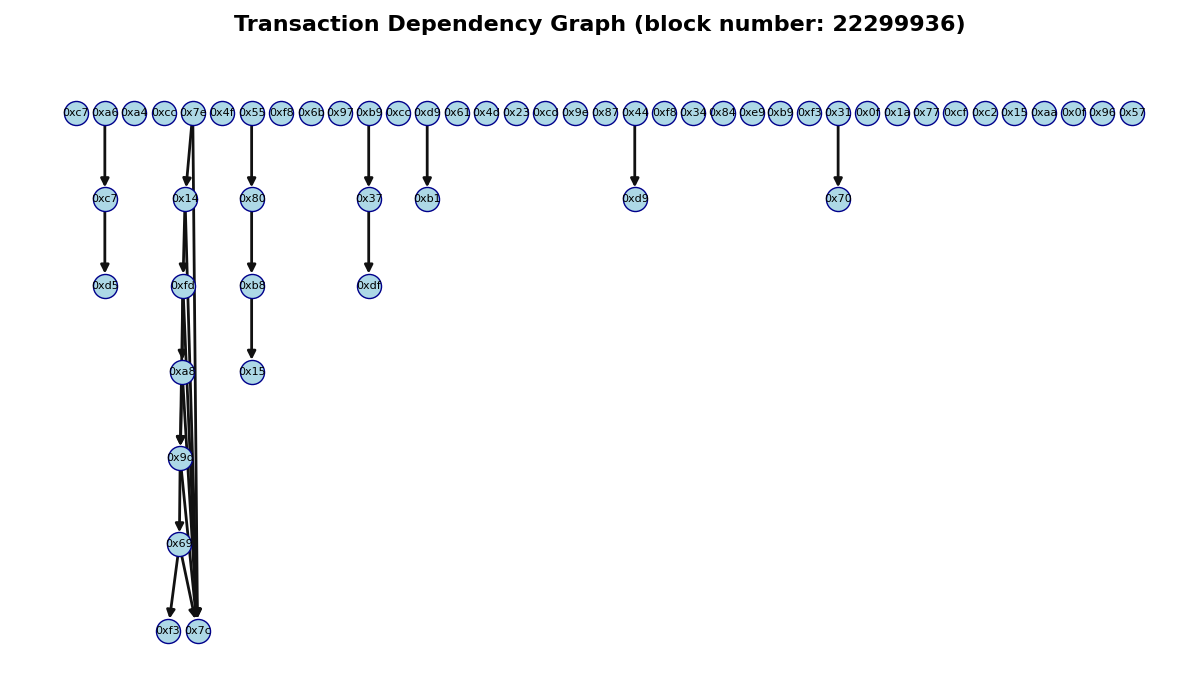 Transaction Dependency Graph (block number: 22299936)
0xc7 0xa6 0xa4 0xcc 0x7e 0x4f 0x55 0xf8 0x6b 0x97 0xb9 0xcc 0xd9 0x61 0x4c 0x23 0xcd 0x9e 0x87 0x44 0xf8 0x34 0x84 0xe9 0xb9 0xf3 0x31 0x0f 0x1a 0x77 0xcf 0xc2 0x15 0xaa 0x0f 0x96 0x57
0xc7 0x14 0x80 0x37 0xb1 0xd9 0x70
0xd5 0xfd 0xb8 0xdf
0xa8 0x15
0x9c
0x69
0xf3 0x7c